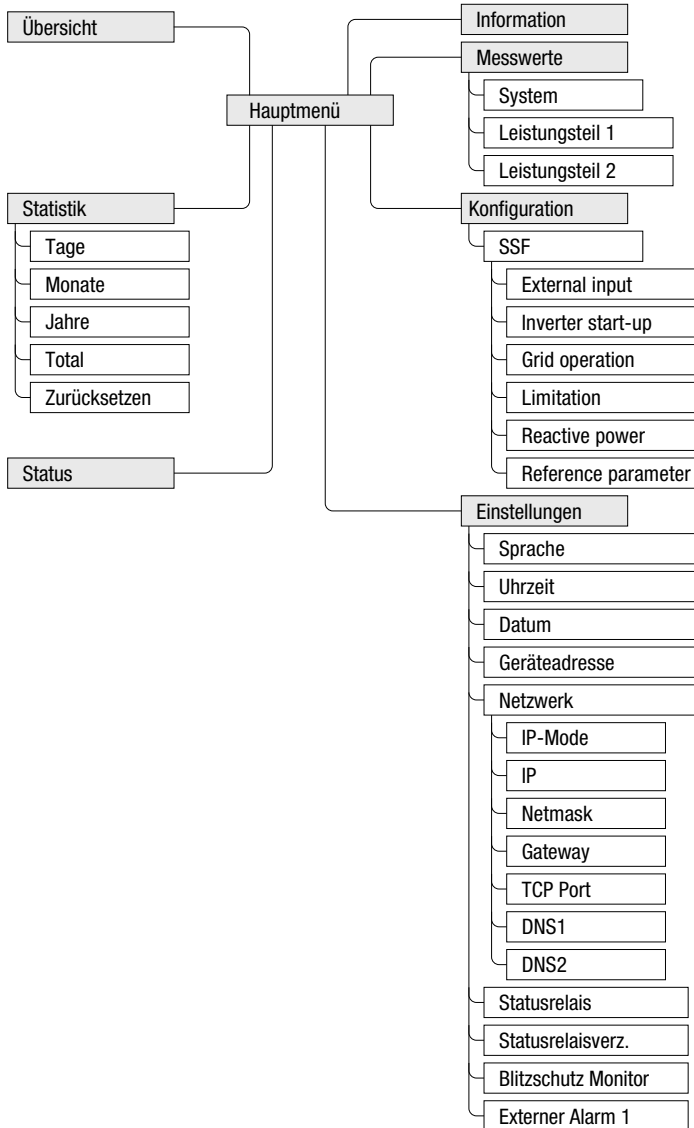 Übersicht
Hauptmenü
Statistik
Tage
Monate
Jahre
Total
Zurücksetzen
Status
Information
Messwerte
System
Leistungsteil 1
Leistungsteil 2
Konfiguration
SSF
External input
Inverter start-up
Grid operation
Limitation
Reactive power
Reference parameter
Einstellungen
Sprache
Uhrzeit
Datum
Geräteadresse
Netzwerk
IP-Mode
IP
Netmask
Gateway
TCP Port
DNS1
DNS2
Statusrelais
Statusrelaisverz.
Blitzschutz Monitor
Externer Alarm 1